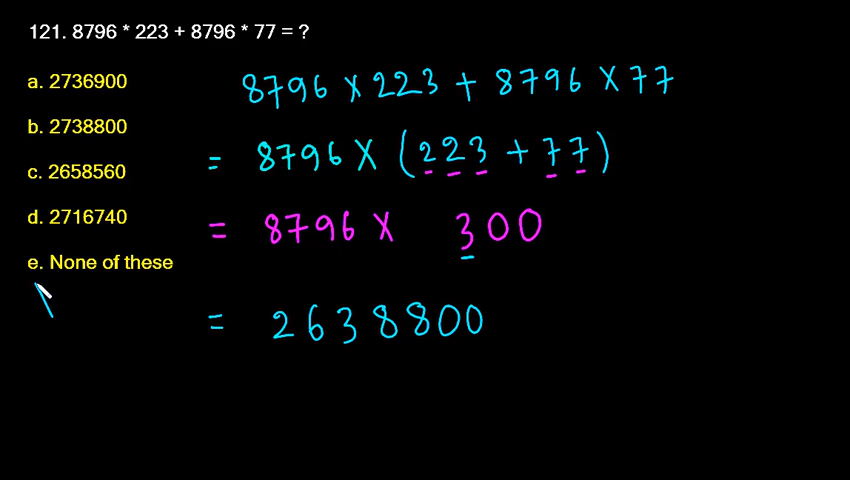 121. 8796 * 223 + 8796 * 77 = ?
a. 2736900
b. 2738800
c. 2658560
d. 2716740
e. None of these
8796 × 223 + 8796 × 77
= 8796 × (223 + 77)
= 8796 × 300
= 2638800